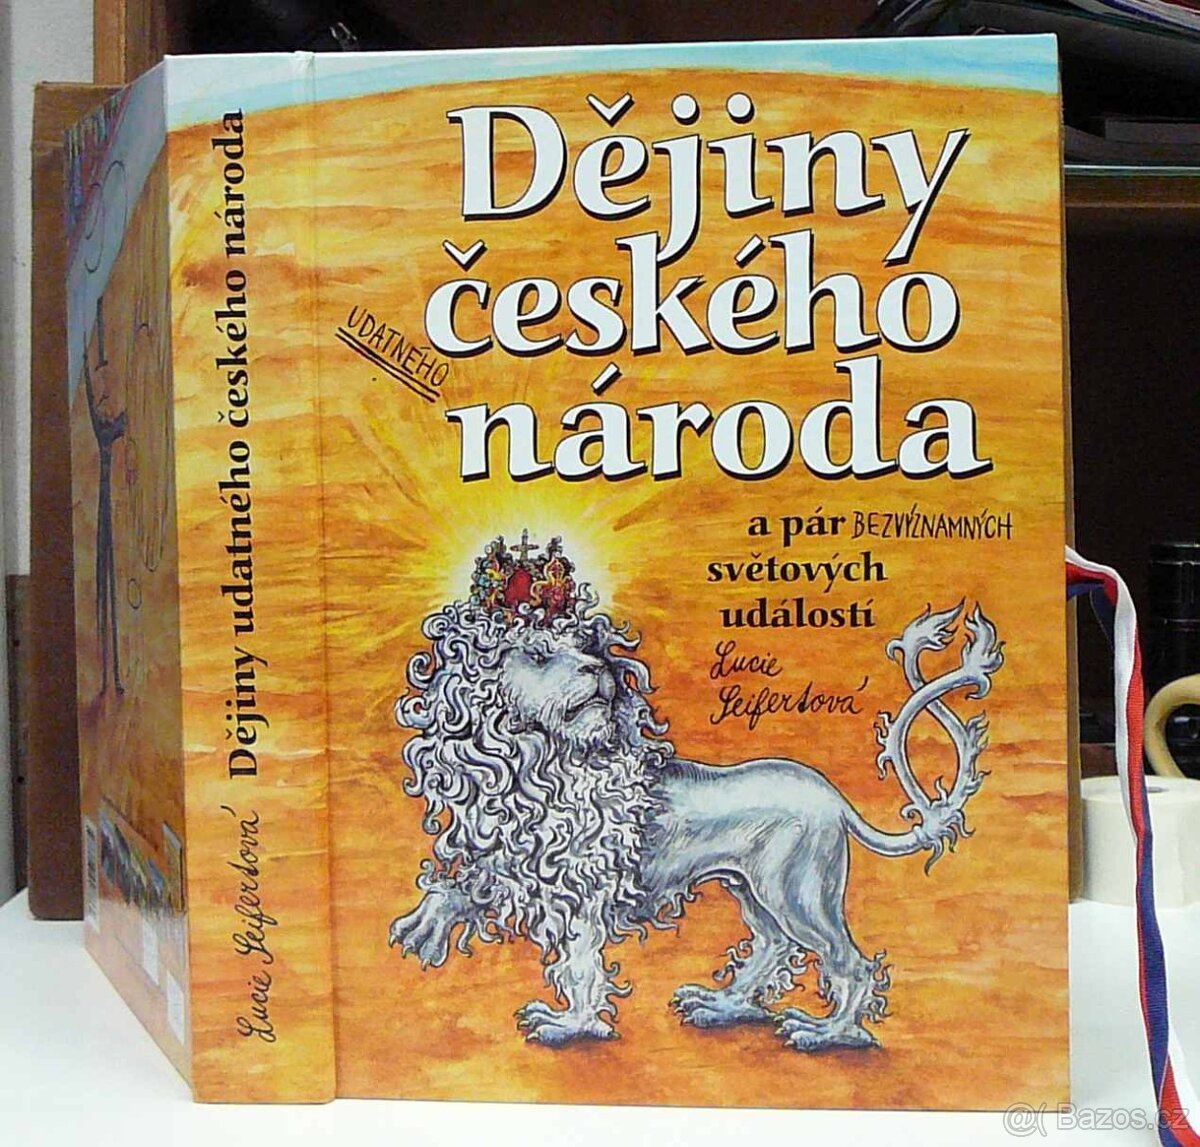 Dějiny
českého
UDATNÉHO
národa
a pár BEZVÝZNAMNÝCH
světových
událostí
Lucie
Seifertová
Dějiny udatného českého národa
Lucie Seifertová
@( Bazos.cz